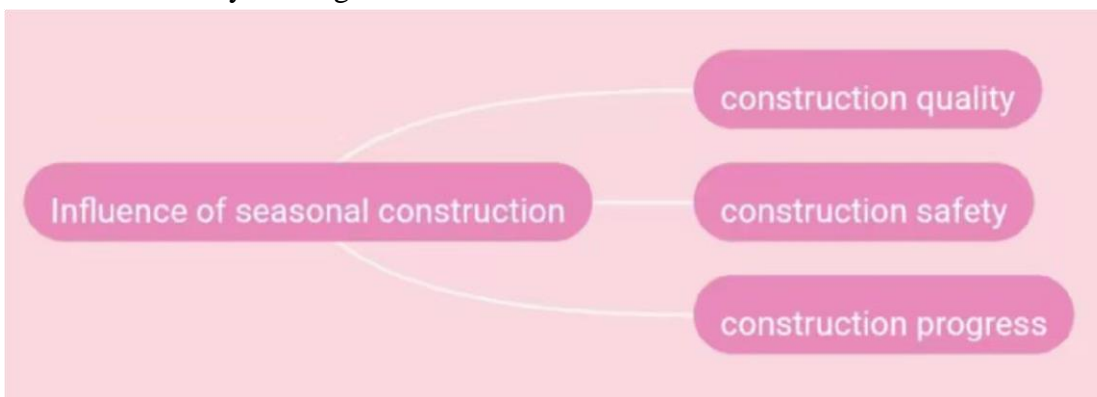 construction quality
Influence of seasonal construction
construction safety
construction progress